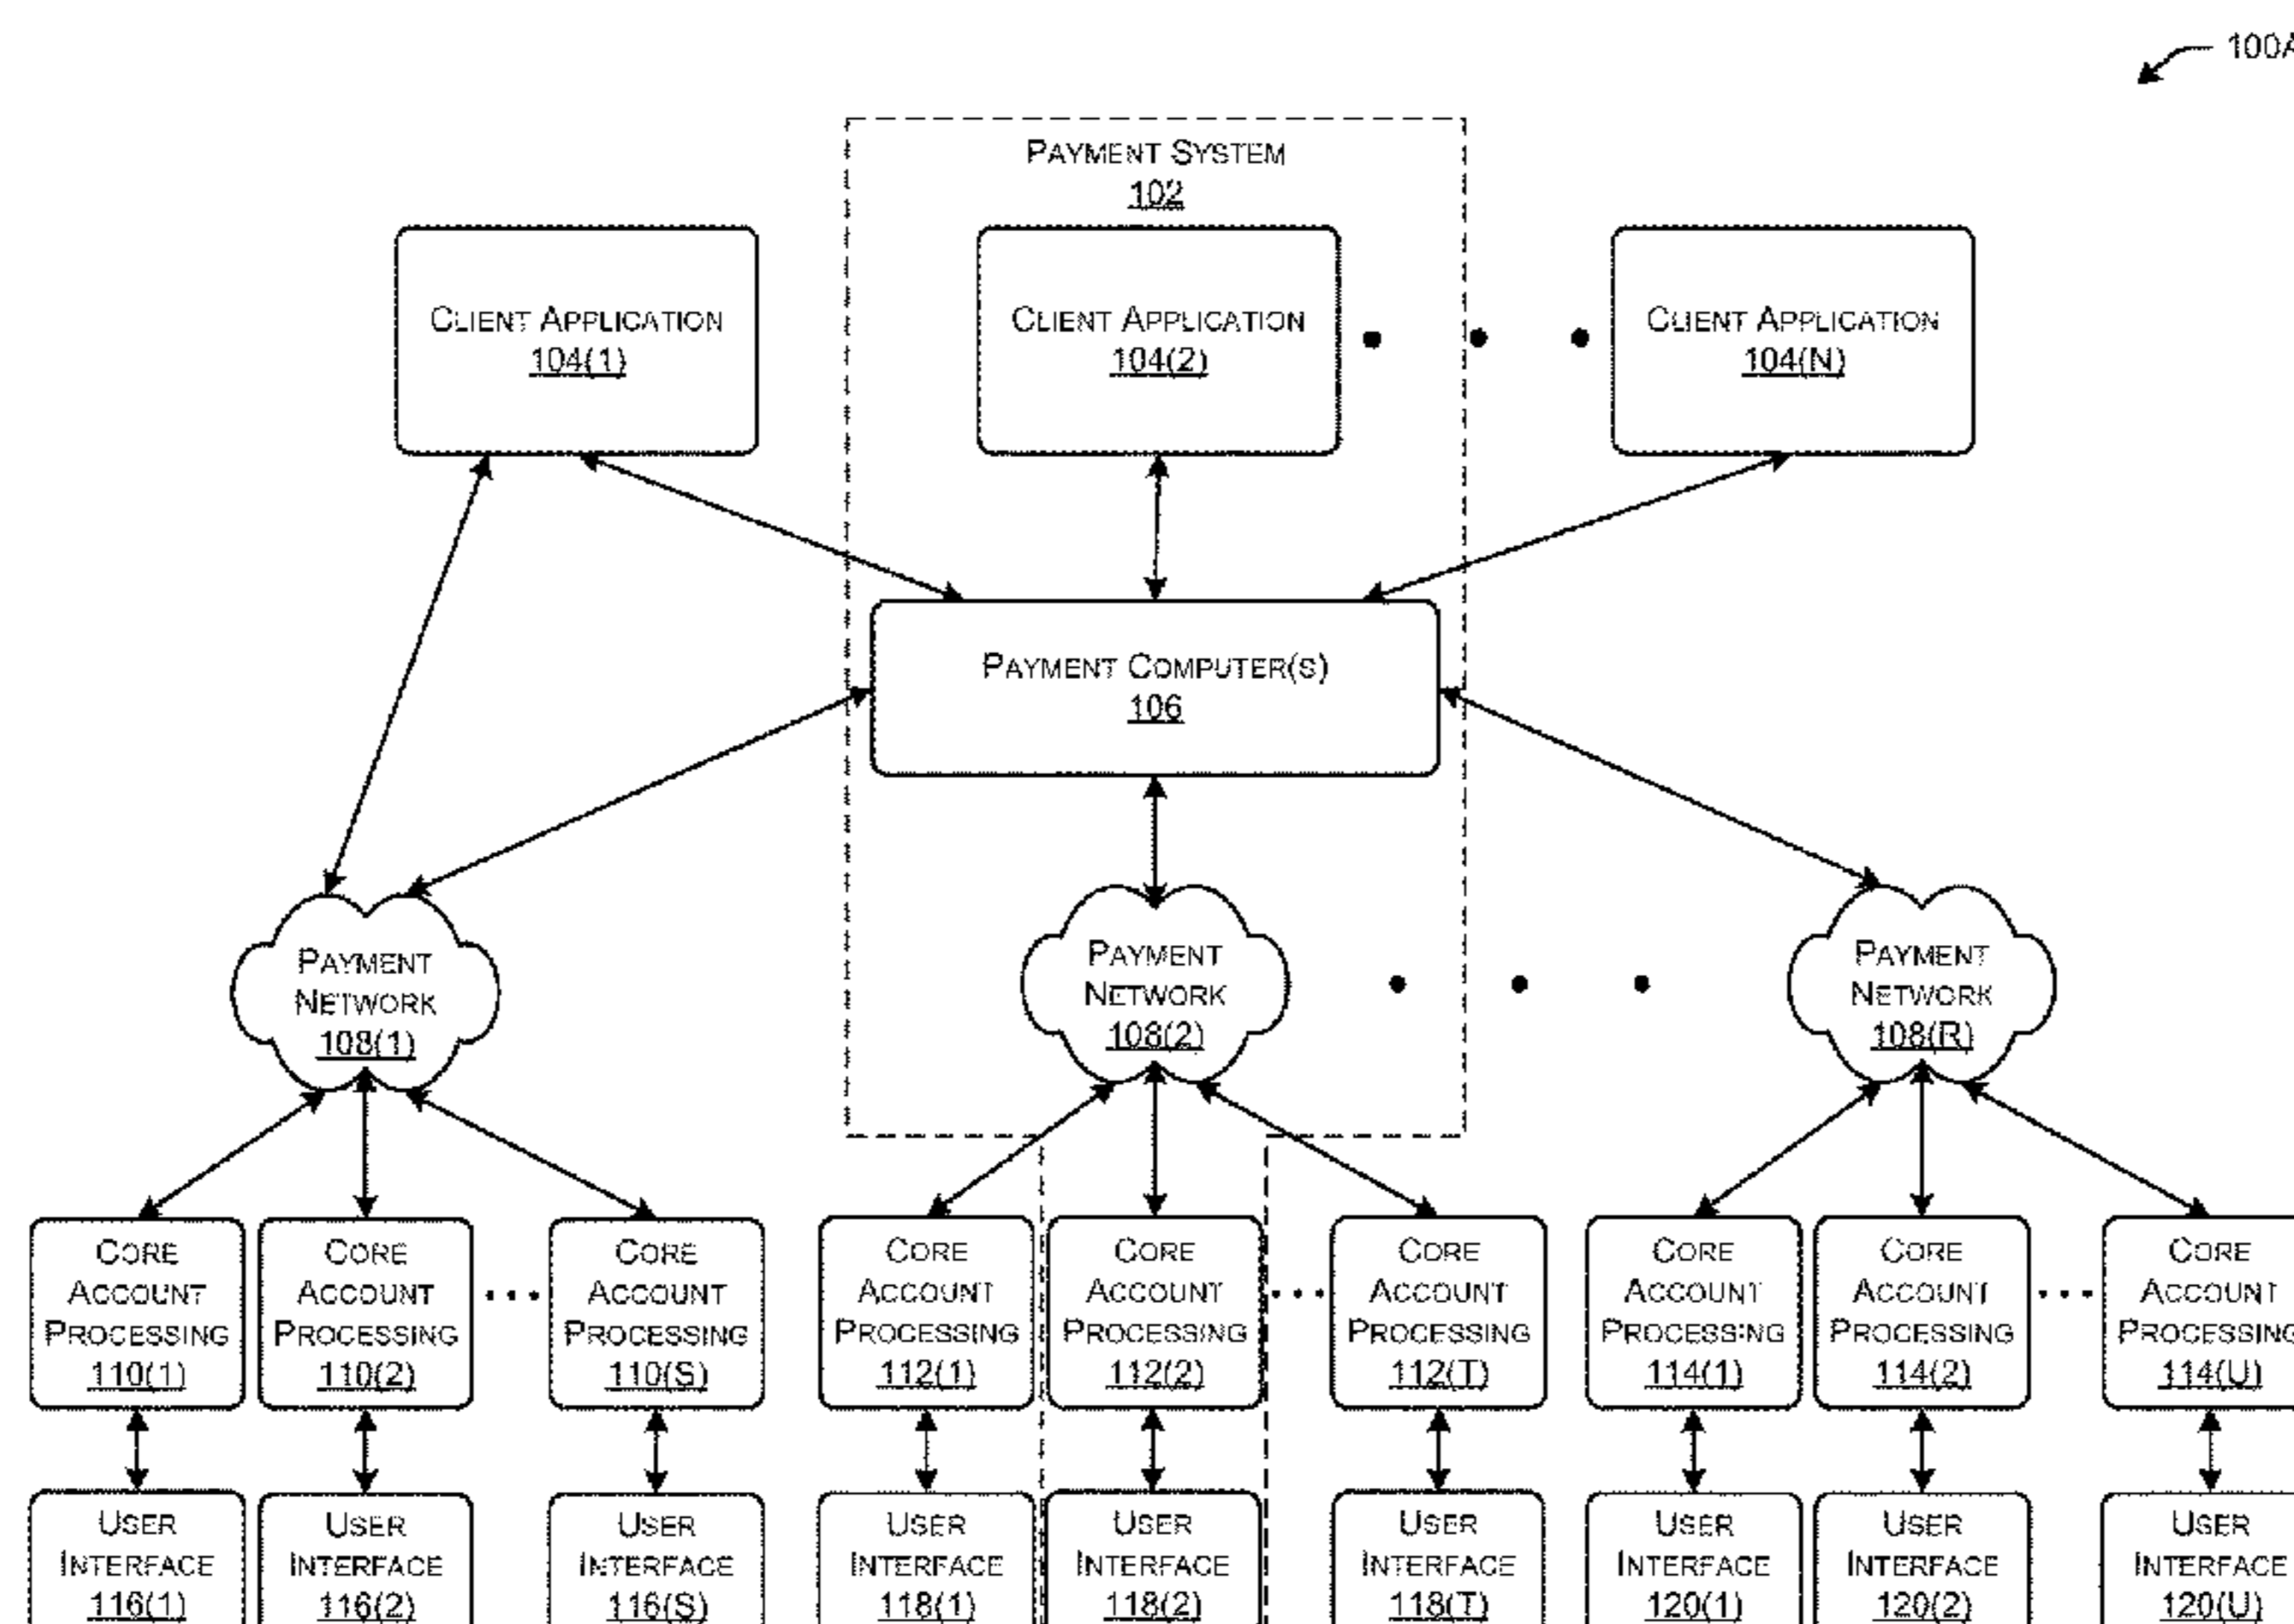 100A
PAYMENT SYSTEM
102
CLIENT APPLICATION
104(1)
CLIENT APPLICATION
104(2)
CLIENT APPLICATION
104(N)
PAYMENT COMPUTER(S)
106
PAYMENT
NETWORK
108(1)
PAYMENT
NETWORK
108(2)
PAYMENT
NETWORK
108(R)
CORE
ACCOUNT
PROCESSING
110(1)
CORE
ACCOUNT
PROCESSING
110(2)
CORE
ACCOUNT
PROCESSING
110(S)
CORE
ACCOUNT
PROCESSING
112(1)
CORE
ACCOUNT
PROCESSING
112(2)
CORE
ACCOUNT
PROCESSING
112(T)
CORE
ACCOUNT
PROCESSING
114(1)
CORE
ACCOUNT
PROCESSING
114(2)
CORE
ACCOUNT
PROCESSING
114(U)
USER
INTERFACE
116(1)
USER
INTERFACE
116(2)
USER
INTERFACE
116(S)
USER
INTERFACE
118(1)
USER
INTERFACE
118(2)
USER
INTERFACE
118(T)
USER
INTERFACE
120(1)
USER
INTERFACE
120(2)
USER
INTERFACE
120(U)